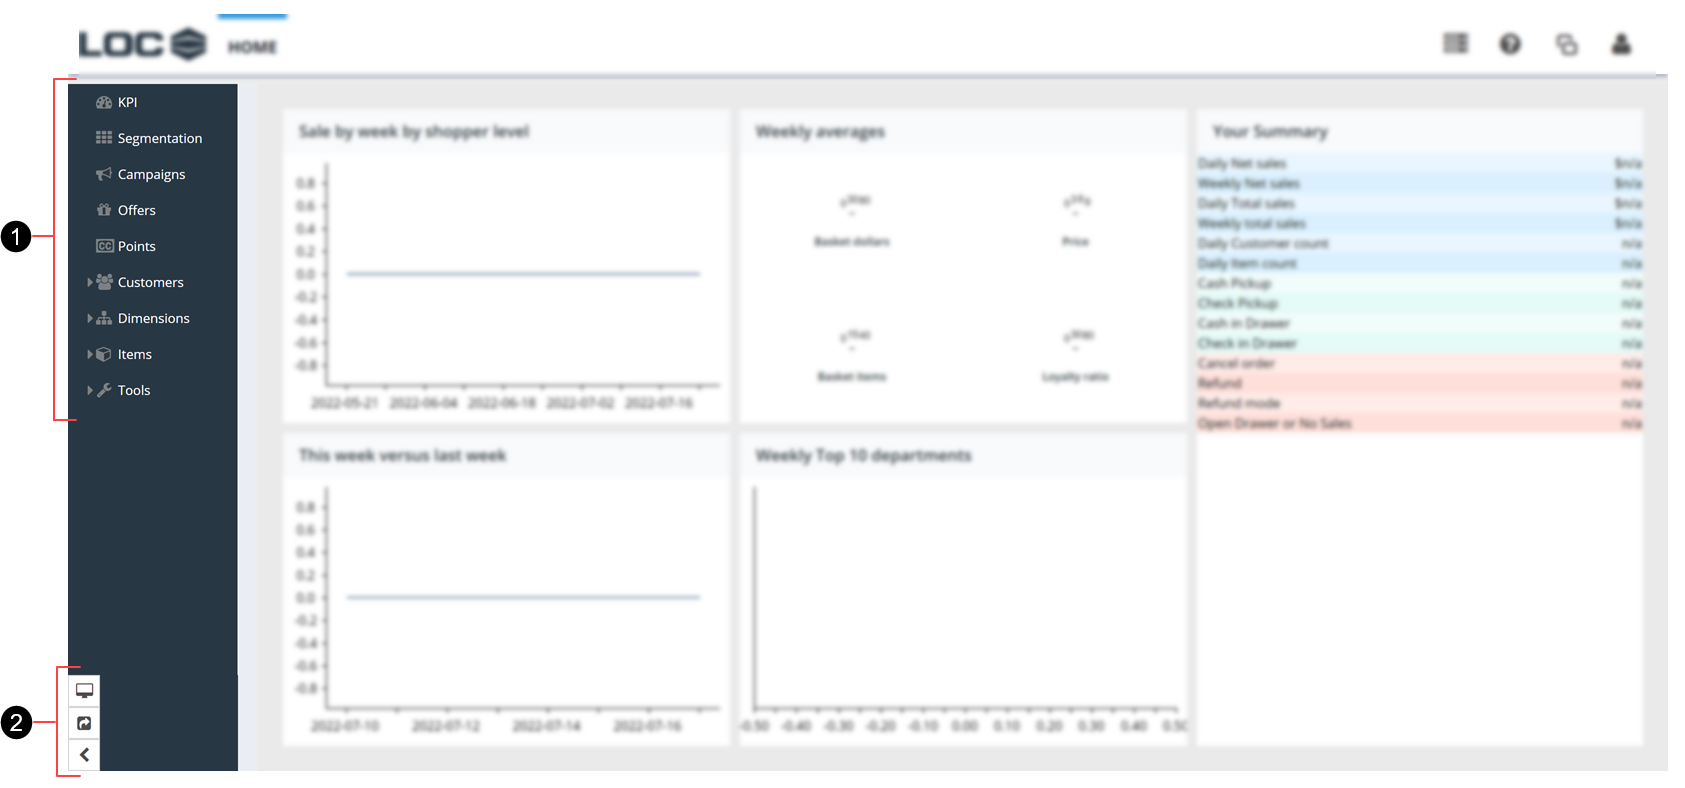 LOC
HOME
1
KPI
Segmentation
Campaigns
Offers
CC Points
Customers
Dimensions
Items
Tools
2
Sale by week by shopper level
0.8
0.6
0.4
0.2
0.0
-0.2
-0.4
-0.6
-0.8
2022-05-21 2022-06-04 2022-06-18 2022-07-02 2022-07-16
Weekly averages
Basket dollars
Price
Basket items
Loyalty ratio
Your Summary
Daily Net sales $n/a
Weekly Net sales $n/a
Daily Total sales $n/a
Weekly total sales $n/a
Daily Customer count n/a
Daily Item count n/a
Cash Pickup n/a
Check Pickup n/a
Cash in Drawer n/a
Check in Drawer n/a
Cancel order n/a
Refund n/a
Refund mode n/a
Open Drawer or No Sales n/a
This week versus last week
0.8
0.6
0.4
0.2
0.0
-0.2
-0.4
-0.6
-0.8
2022-07-10 2022-07-12 2022-07-14 2022-07-16
Weekly Top 10 departments
-0.50 -0.40 -0.30 -0.20 -0.10 0.00 0.10 0.20 0.30 0.40